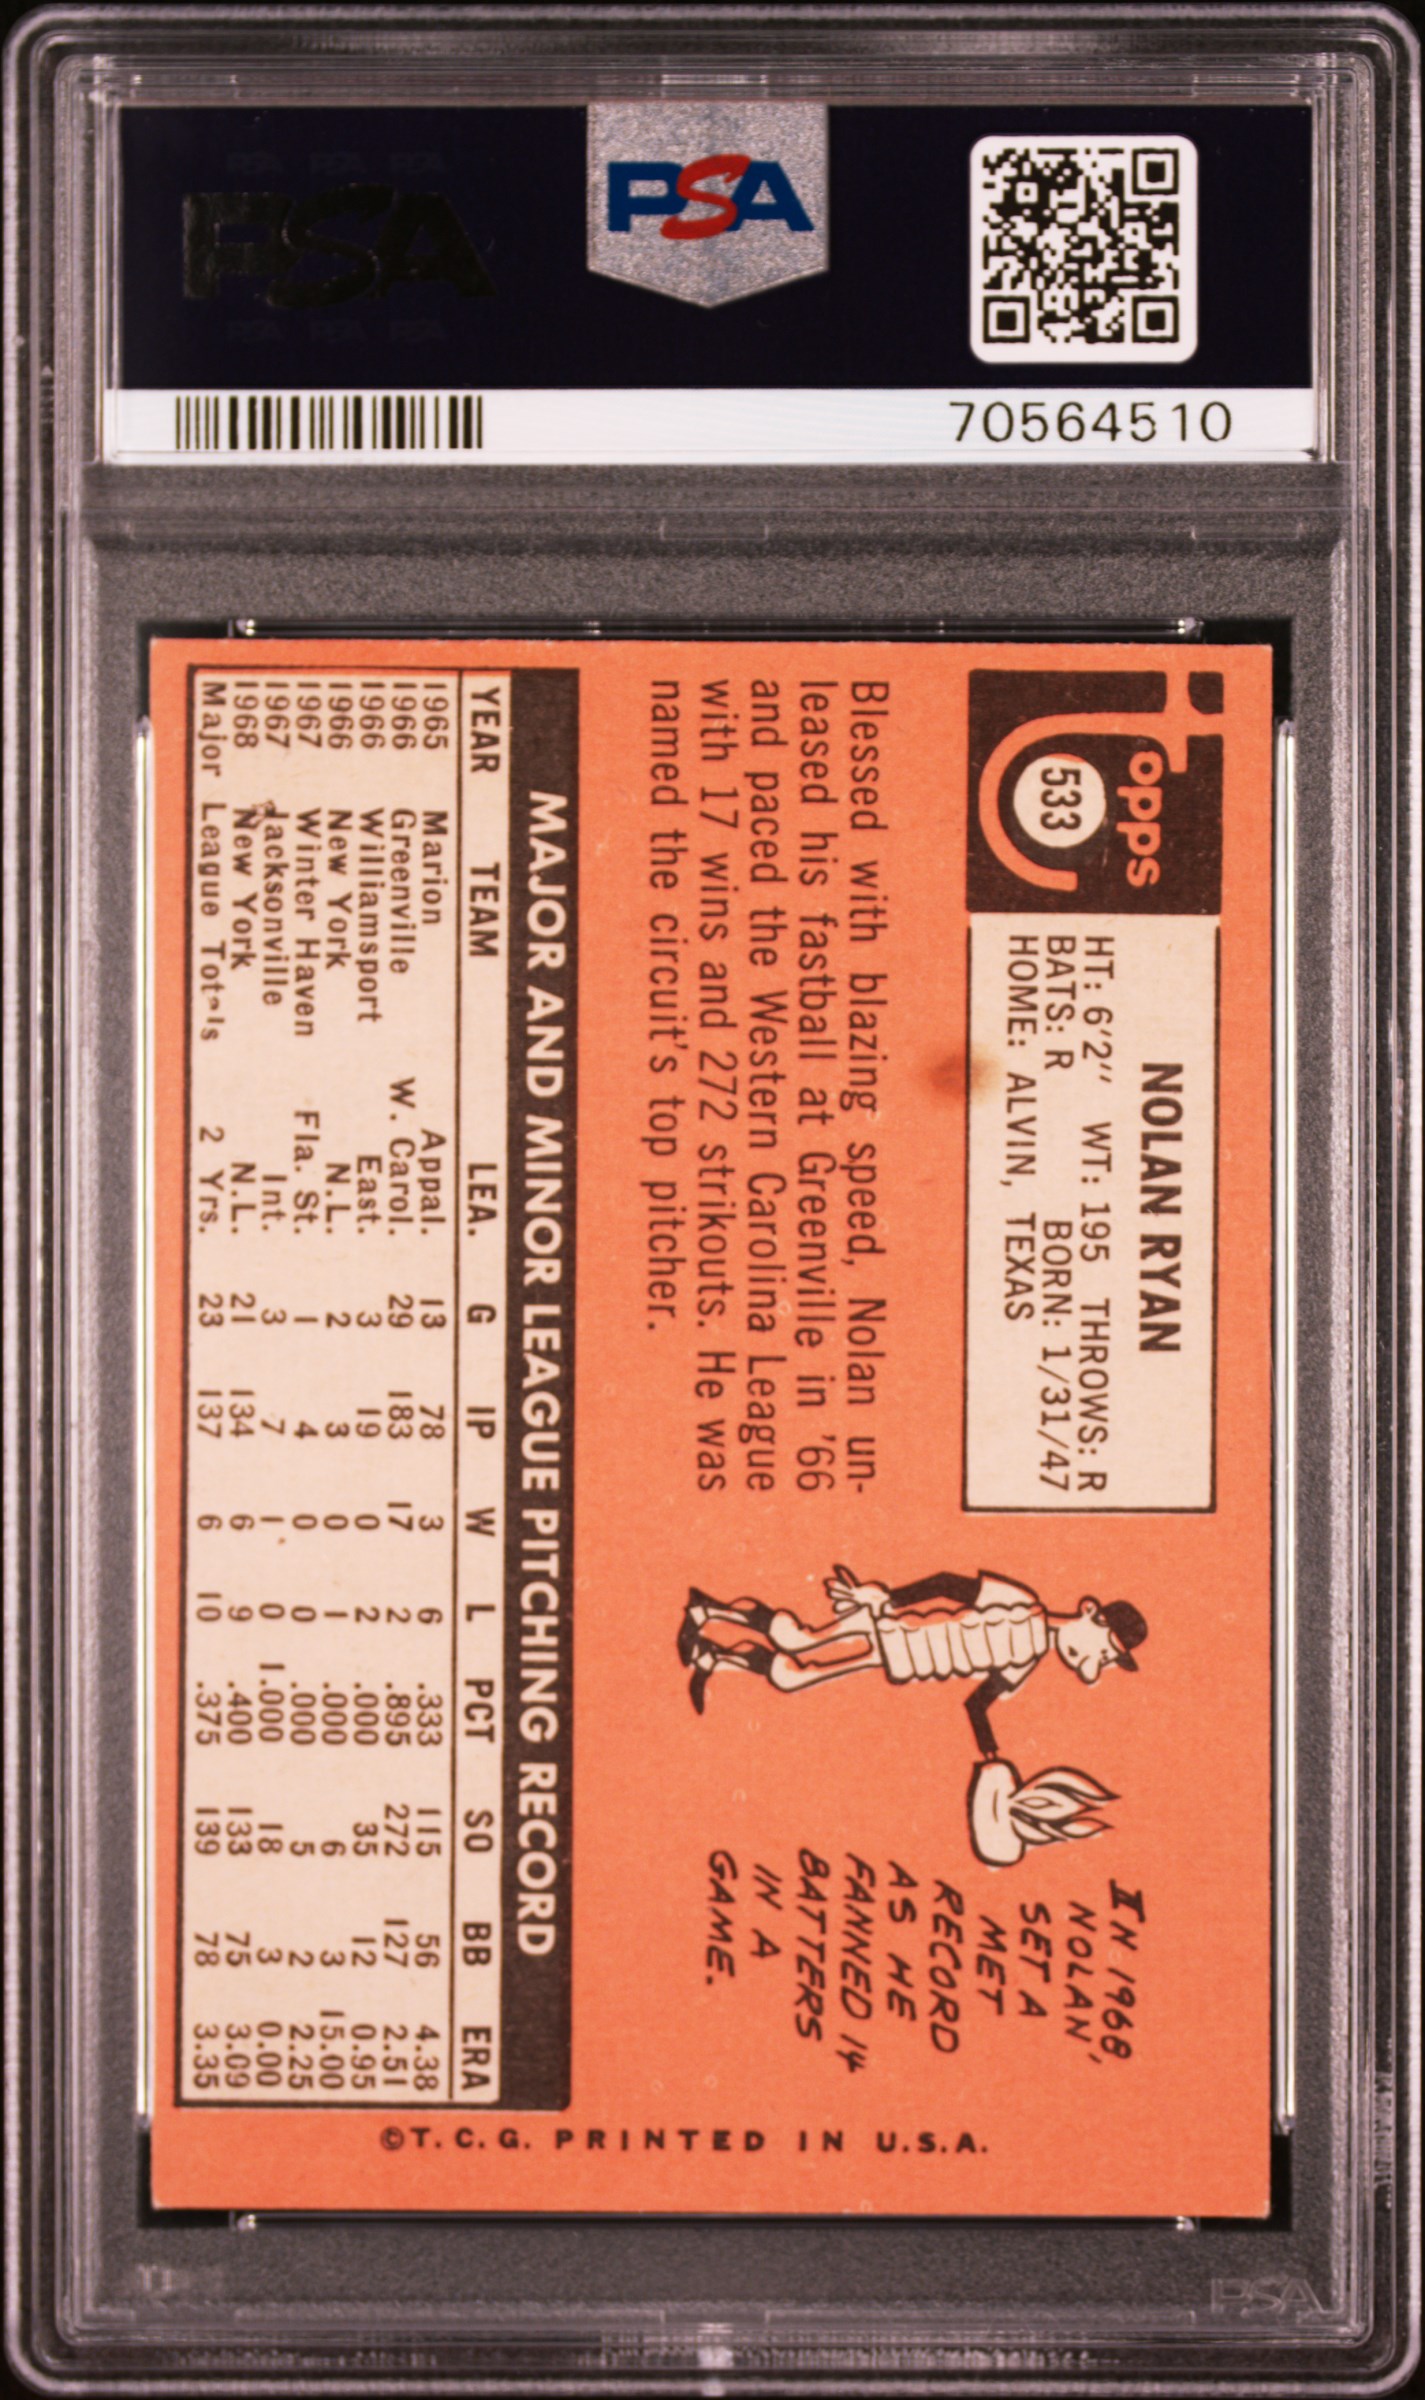 PSA
PSA
70564510
Topps
533
NOLAN RYAN
HT: 6'2" WT: 195 THROWS: R
BATS: R BORN: 1/31/47
HOME: ALVIN, TEXAS
Blessed with blazing speed, Nolan un-
leased his fastball at Greenville in '66
and paced the Western Carolina League
with 17 wins and 272 strikouts. He was
named the circuit's top pitcher.
IN 1968,
NOLAN
SET A
MET
RECORD
AS HE
FANNED 14
BATTERS
IN A
GAME.
MAJOR AND MINOR LEAGUE PITCHING RECORD
YEAR TEAM LEA. G IP W L PCT SO BB ERA
1965 Marion Appal. 13 78 3 6 .333 115 56 4.38
1966 Greenville W. Carol. 29 183 17 2 .895 272 127 2.51
1966 Williamsport East. 3 19 0 2 .000 35 12 0.95
1966 New York N.L. 2 3 0 1 .000 6 3 15.00
1967 Winter Haven Fla. St. 1 4 0 0 .000 5 2 2.25
1967 Jacksonville Int. 3 7 1 0 1.000 18 3 0.00
1968 New York N.L. 21 134 6 9 .400 133 75 3.09
Major League Totals 2 Yrs. 23 137 6 10 .375 139 78 3.35
©T.C.G. PRINTED IN U.S.A.
PSA